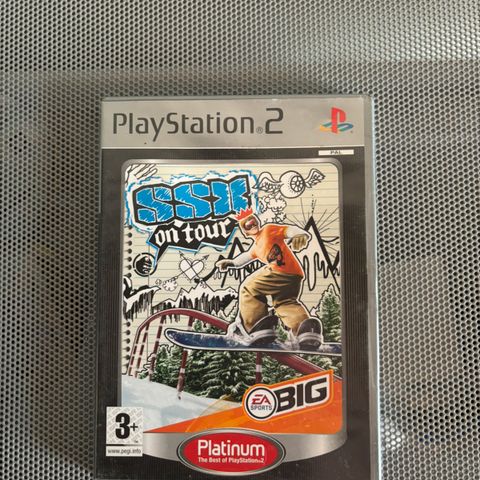 PlayStation®2
PAL
SSX
on tour
EA
SPORTS
BIG
3+
www.pegi.info
Platinum
The Best of PlayStation®2